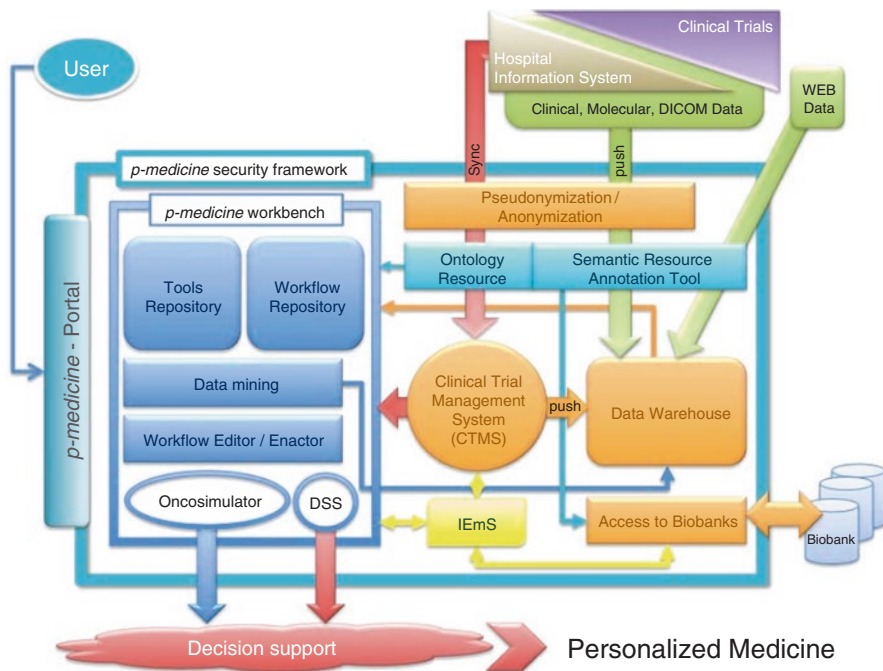 Clinical Trials
User
Hospital
Information System
WEB
Data
Clinical, Molecular, DICOM Data
Sync
push
p-medicine security framework
p-medicine workbench
Pseudonymization /
Anonymization
Ontology
Resource
Semantic Resource
Annotation Tool
Tools
Repository
Workflow
Repository
p-medicine - Portal
Data mining
Clinical Trial
Management
System
(CTMS)
push
Data Warehouse
Workflow Editor / Enactor
Oncosimulator
DSS
IEmS
Access to Biobanks
Biobank
Decision support
Personalized Medicine